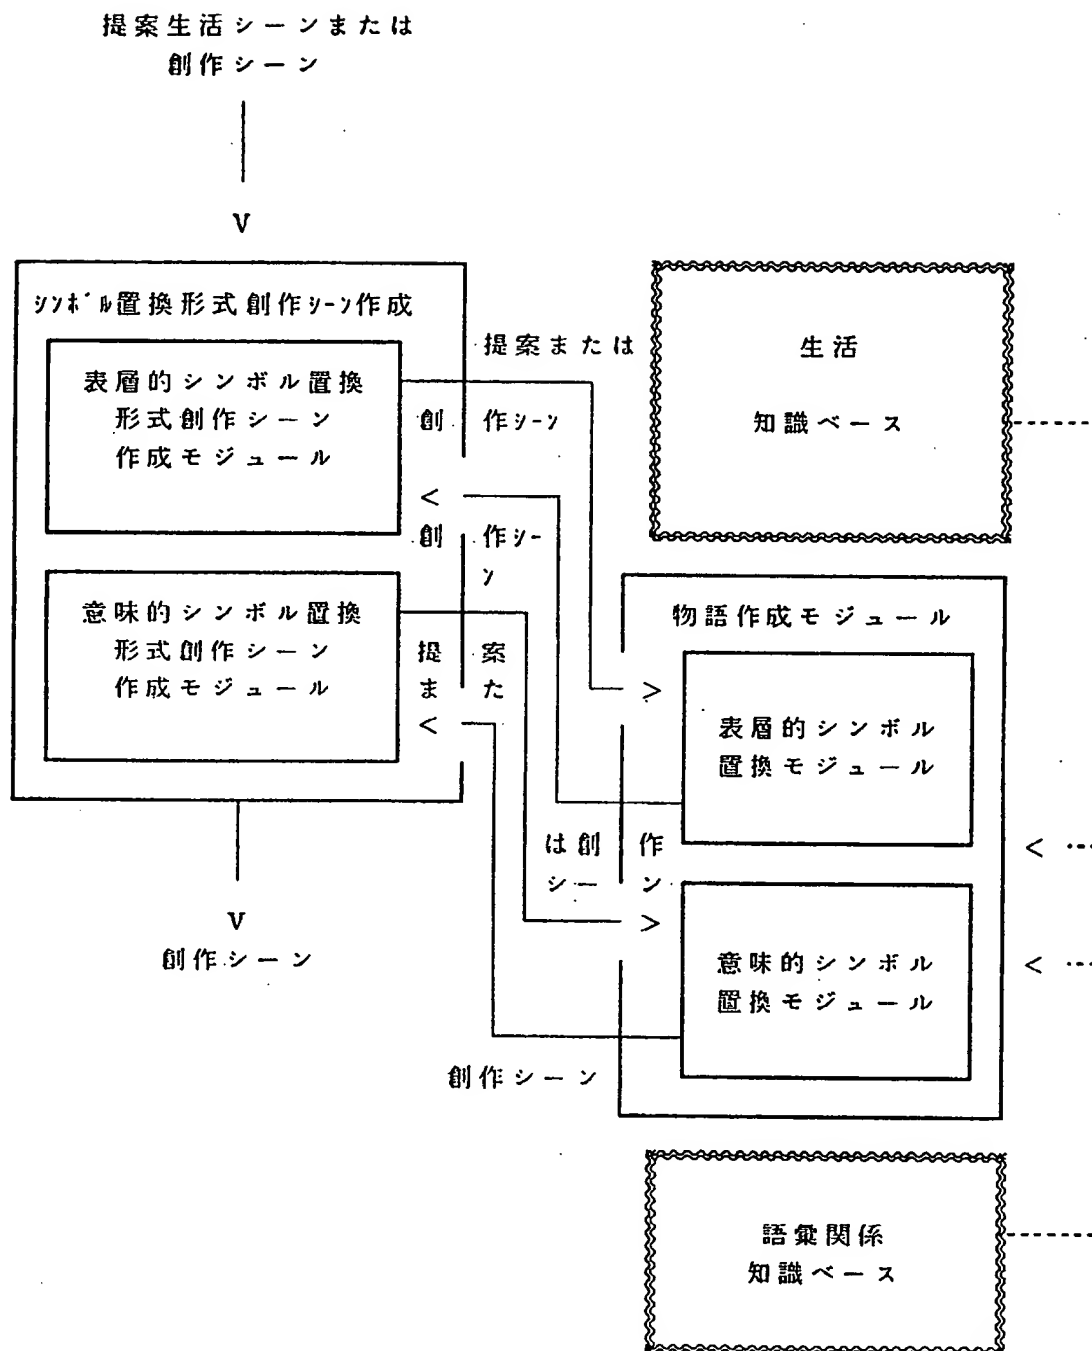 提案生活シーンまたは
創作シーン
V
ｼﾝﾎﾞﾙ置換形式創作ｼｰﾝ作成
表層的シンボル置換
形式創作シーン
作成モジュール
意味的シンボル置換
形式創作シーン
作成モジュール
V
創作シーン
提案または
創作ｼｰﾝ
<
創作ｼｰ
ﾝ
提案
また
<
は創作
シーン
>
>
創作シーン
生活
知識ベース
物語作成モジュール
表層的シンボル
置換モジュール
意味的シンボル
置換モジュール
<
<
語彙関係
知識ベース